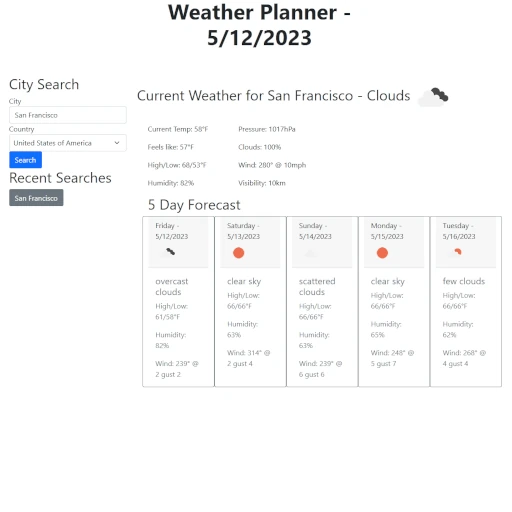 Weather Planner -
5/12/2023
City Search
City
San Francisco
Country
United States of America
Search
Recent Searches
San Francisco
Current Weather for San Francisco - Clouds
Current Temp: 58°F
Pressure: 1017hPa
Feels like: 57°F
Clouds: 100%
High/Low: 68/53°F
Wind: 280° @ 10mph
Humidity: 82%
Visibility: 10km
5 Day Forecast
Friday -
5/12/2023
overcast
clouds
High/Low:
61/58°F
Humidity:
82%
Wind: 239° @
2 gust 2
Saturday -
5/13/2023
clear sky
High/Low:
66/66°F
Humidity:
63%
Wind: 314° @
2 gust 4
Sunday -
5/14/2023
scattered
clouds
High/Low:
66/66°F
Humidity:
63%
Wind: 239° @
6 gust 6
Monday -
5/15/2023
clear sky
High/Low:
66/66°F
Humidity:
65%
Wind: 248° @
5 gust 7
Tuesday -
5/16/2023
few clouds
High/Low:
66/66°F
Humidity:
62%
Wind: 268° @
4 gust 4